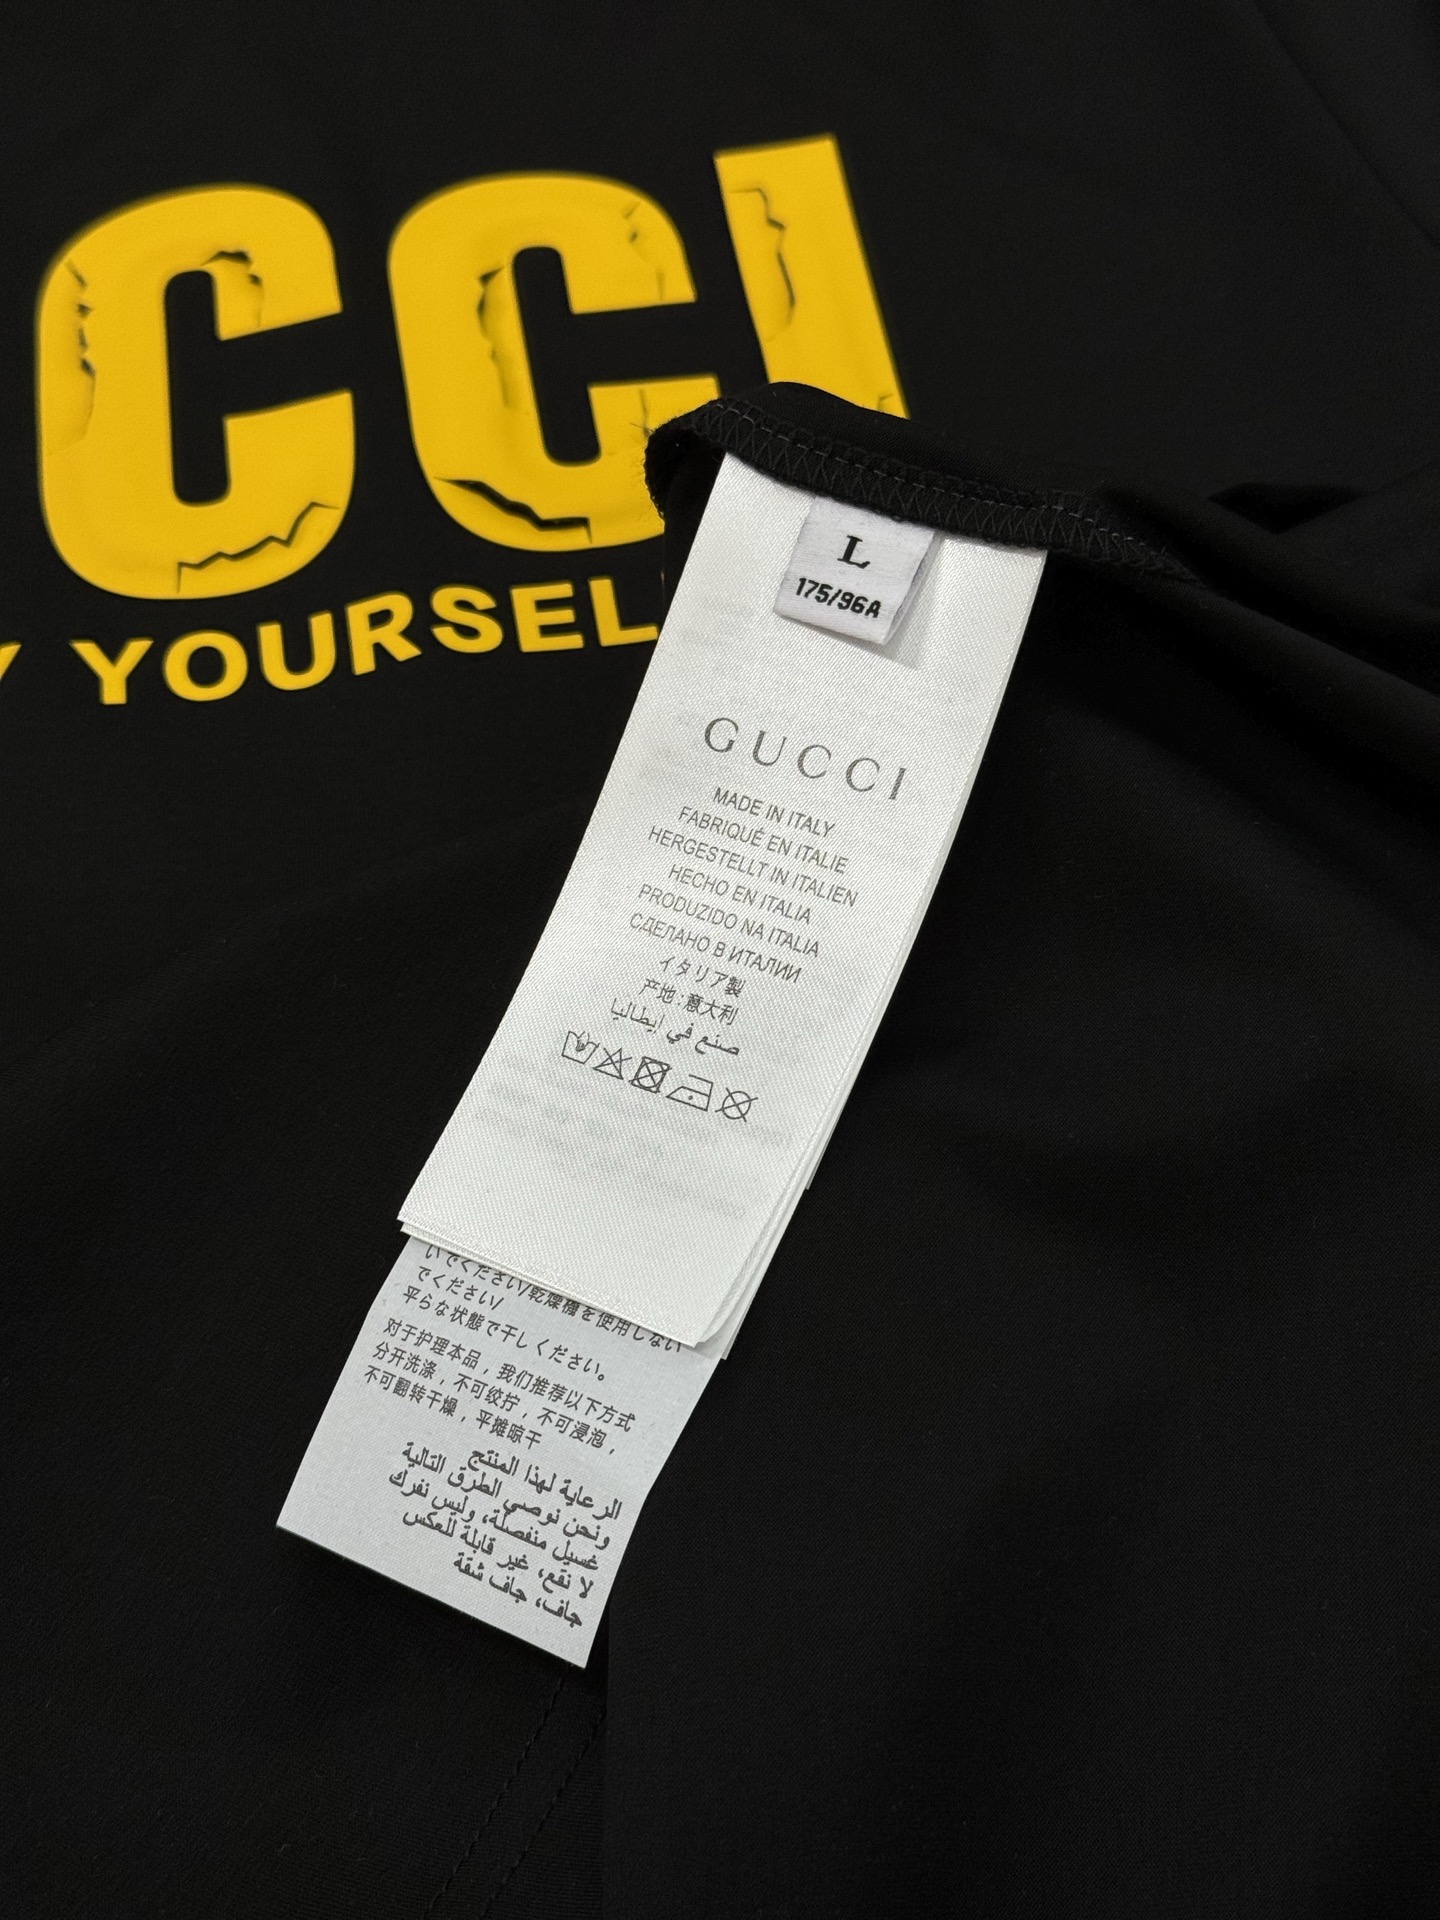 CCI
Y YOURSEL
L
175/96A
GUCCI
MADE IN ITALY
FABRIQUÉ EN ITALIE
HERGESTELLT IN ITALIEN
HECHO EN ITALIA
PRODUZIDO NA ITALIA
СДЕЛАНО В ИТАЛИИ
イタリア製
产地:意大利
صنع في إيطاليا
いでください/乾燥機を使用しない
でください/
平らな状態で干しください。
对于护理本品，我们推荐以下方式
分开洗涤，不可绞拧，不可浸泡，
不可翻转干燥，平摊晾干
الرعاية لهذا المنتج
ونحن نوصي الطرق التالية
غسيل منفصلة، وليس نفرك
لا نقع، غير قابلة للعكس
جاف، جاف شقة